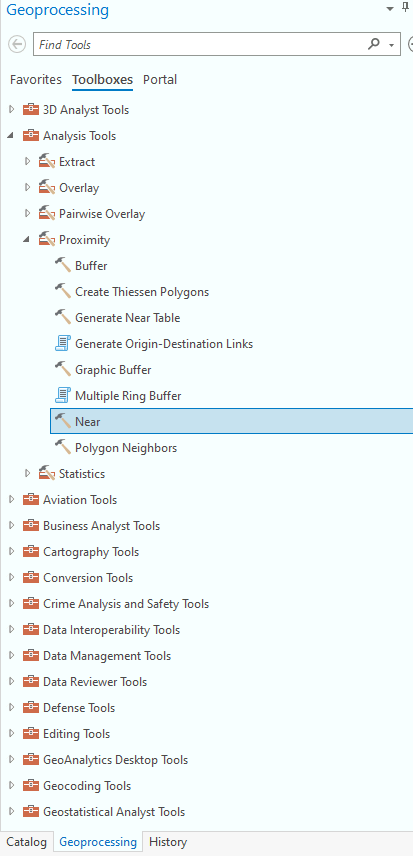 Geoprocessing
Find Tools
Favorites Toolboxes Portal
3D Analyst Tools
Analysis Tools
Extract
Overlay
Pairwise Overlay
Proximity
Buffer
Create Thiessen Polygons
Generate Near Table
Generate Origin-Destination Links
Graphic Buffer
Multiple Ring Buffer
Near
Polygon Neighbors
Statistics
Aviation Tools
Business Analyst Tools
Cartography Tools
Conversion Tools
Crime Analysis and Safety Tools
Data Interoperability Tools
Data Management Tools
Data Reviewer Tools
Defense Tools
Editing Tools
GeoAnalytics Desktop Tools
Geocoding Tools
Geostatistical Analyst Tools
Catalog Geoprocessing History